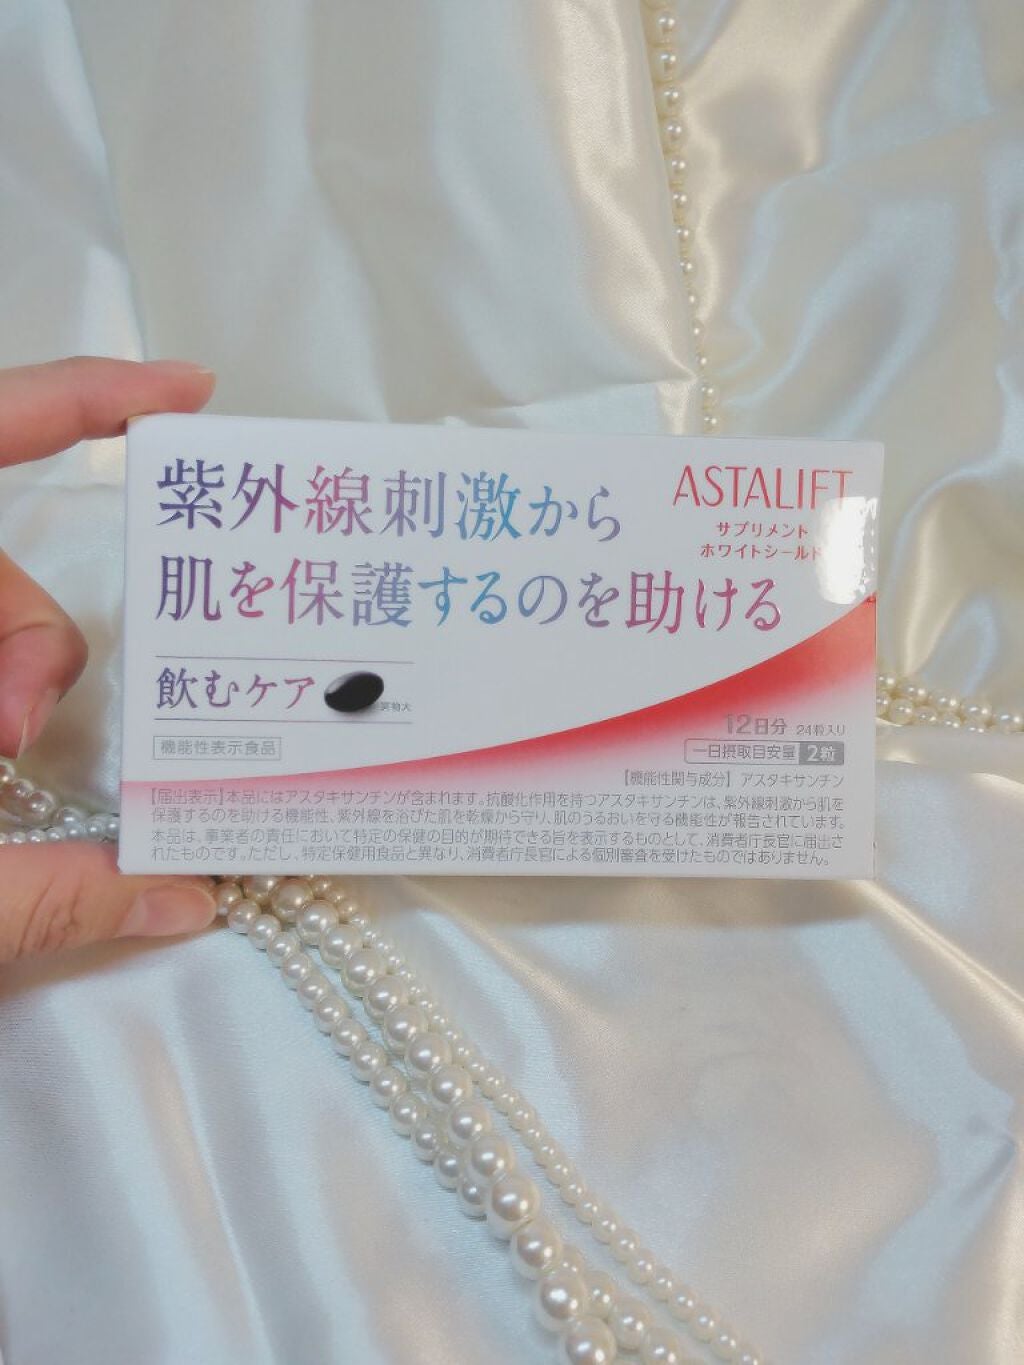 紫外線刺激から
肌を保護するのを助ける
ASTALIFT
サプリメント
ホワイトシールド
飲むケア
実物大
機能性表示食品
12日分 24粒入り
一日摂取目安量 2粒
【機能性関与成分】 アスタキサンチン
【届出表示】本品にはアスタキサンチンが含まれます。抗酸化作用を持つアスタキサンチンは、紫外線刺激から肌を
保護するのを助ける機能性、紫外線を浴びた肌を乾燥から守り、肌のうるおいを守る機能性が報告されています。
本品は、事業者の責任において特定の保健の目的が期待できる旨を表示するものとして、消費者庁長官に届出さ
れたものです。ただし、特定保健用食品と異なり、消費者庁長官による個別審査を受けたものではありません。